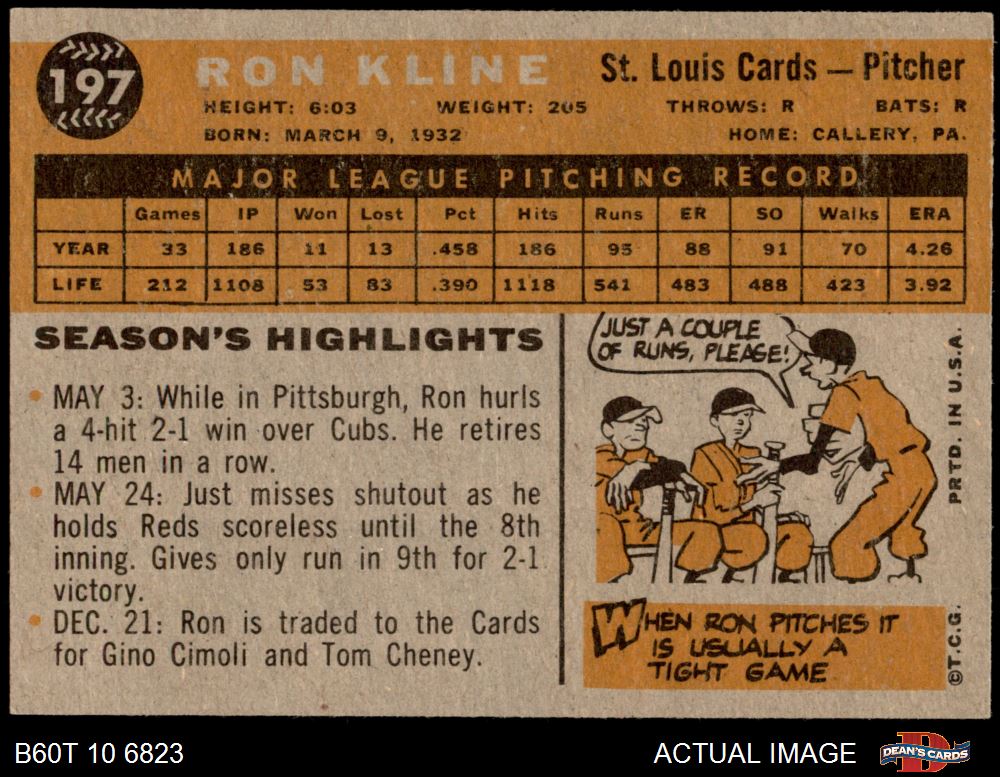 197
RON KLINE
St. Louis Cards — Pitcher
HEIGHT: 6:03 WEIGHT: 205 THROWS: R BATS: R
BORN: MARCH 9, 1932 HOME: CALLERY, PA.
MAJOR LEAGUE PITCHING RECORD
Games IP Won Lost Pct Hits Runs ER SO Walks ERA
YEAR 33 186 11 13 .458 186 95 88 91 70 4.26
LIFE 212 1108 53 83 .390 1118 541 483 488 423 3.92
SEASON'S HIGHLIGHTS
• MAY 3: While in Pittsburgh, Ron hurls
a 4-hit 2-1 win over Cubs. He retires
14 men in a row.
• MAY 24: Just misses shutout as he
holds Reds scoreless until the 8th
inning. Gives only run in 9th for 2-1
victory.
• DEC. 21: Ron is traded to the Cards
for Gino Cimoli and Tom Cheney.
JUST A COUPLE
OF RUNS, PLEASE!
WHEN RON PITCHES IT
IS USUALLY A
TIGHT GAME
PRTD. IN U.S.A.
©T.C.G.
B60T 10 6823
ACTUAL IMAGE
D
DEAN'S CARDS